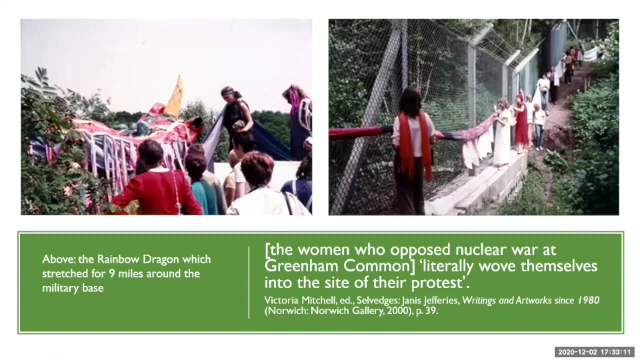 Above: the Rainbow Dragon which
stretched for 9 miles around the
military base
[the women who opposed nuclear war at
Greenham Common] ‘literally wove themselves
into the site of their protest’.
Victoria Mitchell, ed., Selvedges: Janis Jefferies, Writings and Artworks since 1980
(Norwich: Norwich Gallery, 2000), p. 39.
2020-12-02 17:33:11